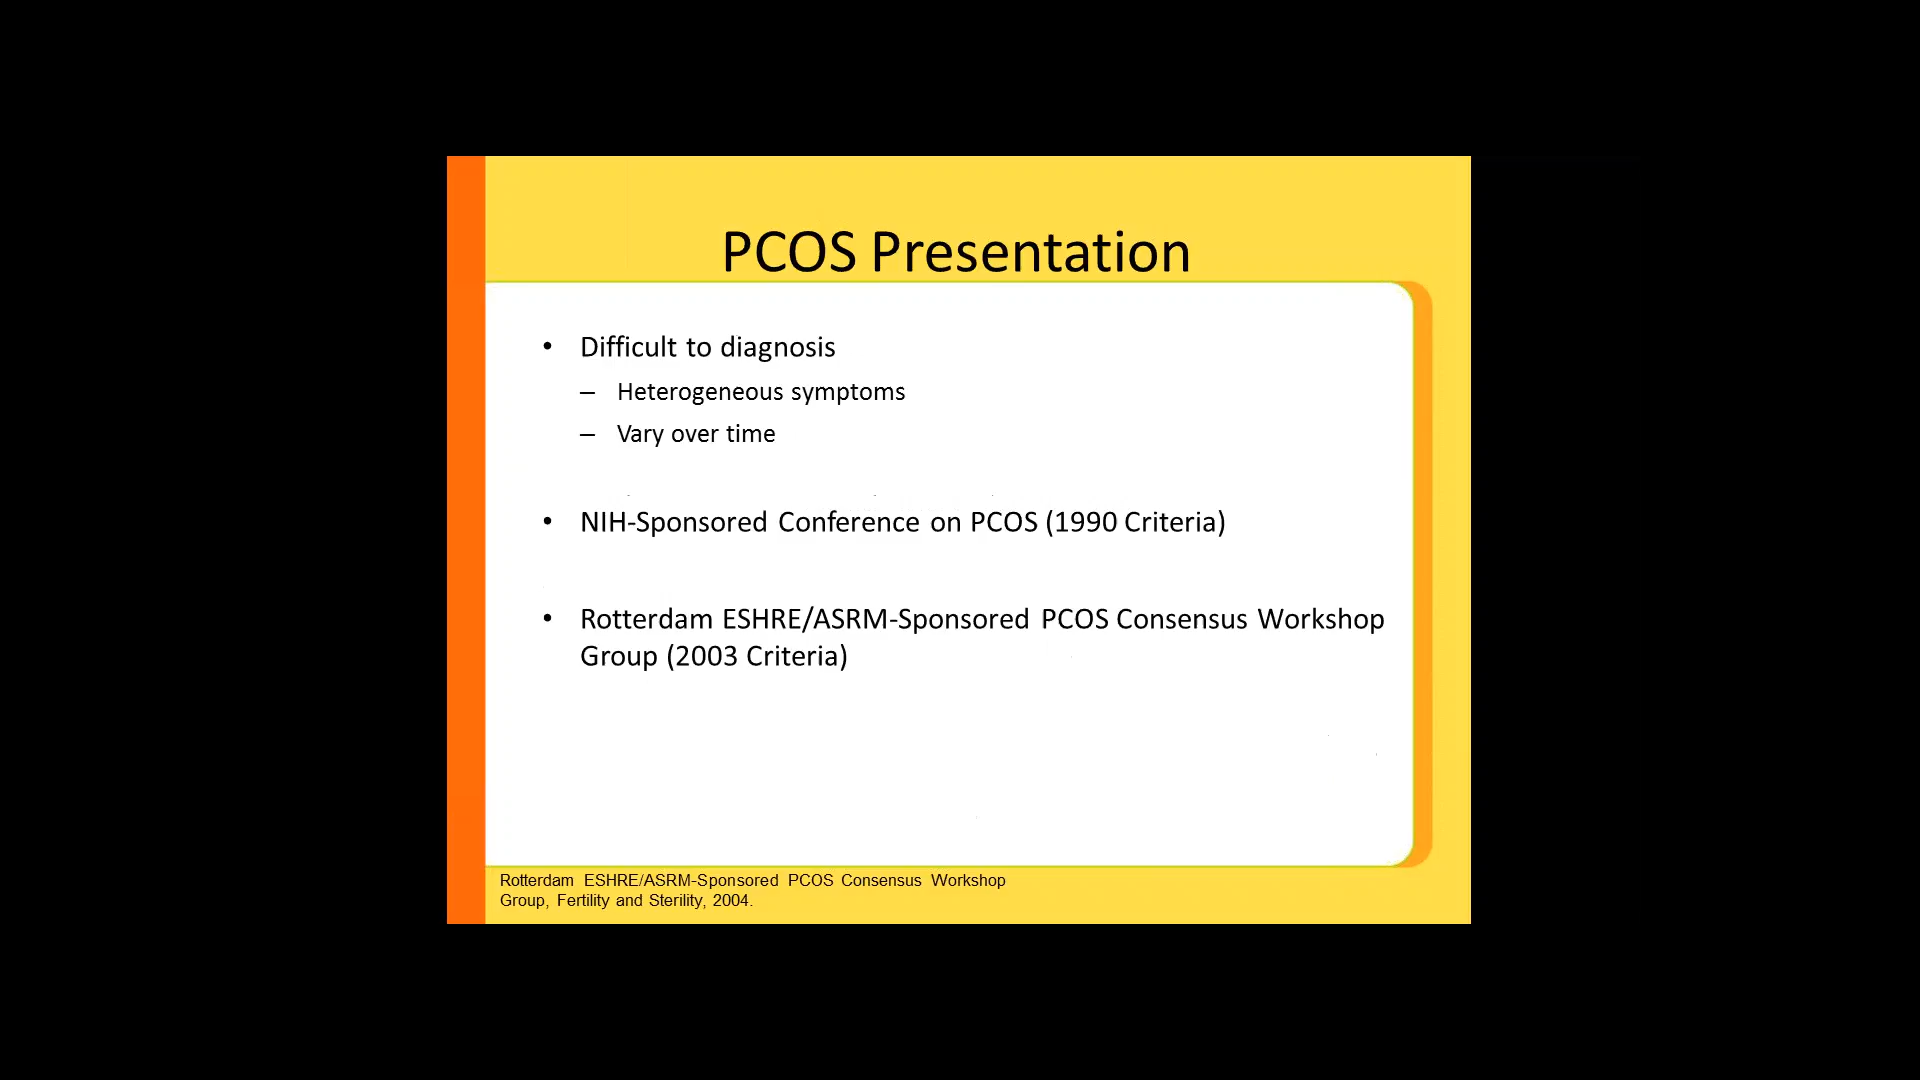 PCOS Presentation
• Difficult to diagnosis
– Heterogeneous symptoms
– Vary over time
• NIH-Sponsored Conference on PCOS (1990 Criteria)
• Rotterdam ESHRE/ASRM-Sponsored PCOS Consensus Workshop
Group (2003 Criteria)
Rotterdam ESHRE/ASRM-Sponsored PCOS Consensus Workshop
Group, Fertility and Sterility, 2004.